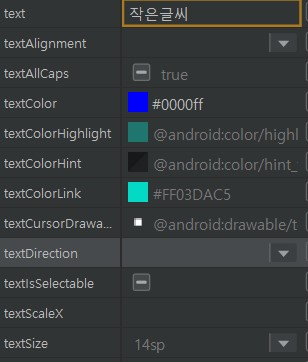 text 작은글씨
textAlignment
textAllCaps true
textColor #0000ff
textColorHighlight @android:color/highl
textColorHint @android:color/hint_
textColorLink #FF03DAC5
textCursorDrawa... @android:drawable/t
textDirection
textIsSelectable
textScaleX
textSize 14sp